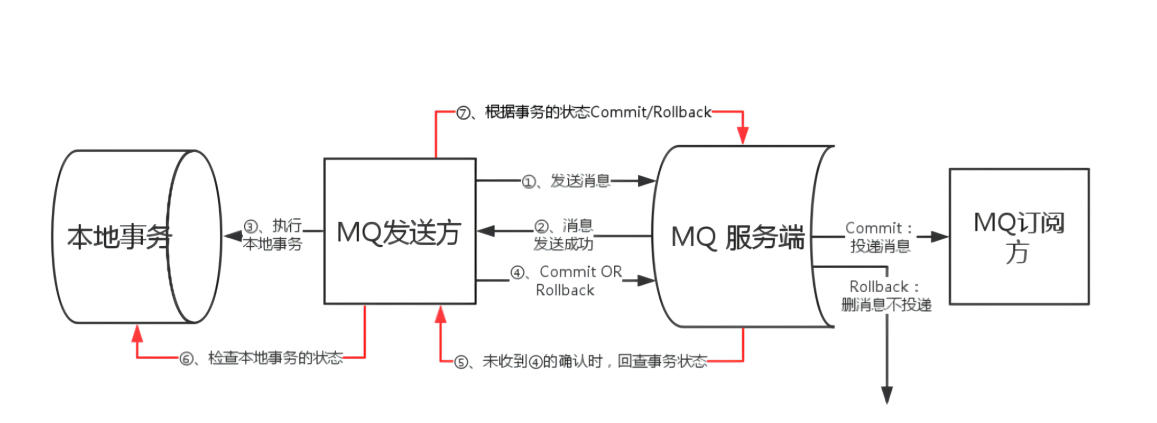 ⑦、根据事务的状态Commit/Rollback
①、发送消息
本地事务
③、执行
本地事务
MQ发送方
②、消息
发送成功
MQ 服务端
Commit：
投递消息
MQ订阅
方
④、Commit OR
Rollback
Rollback：
删消息不投递
⑥、检查本地事务的状态
⑤、未收到④的确认时，回查事务状态